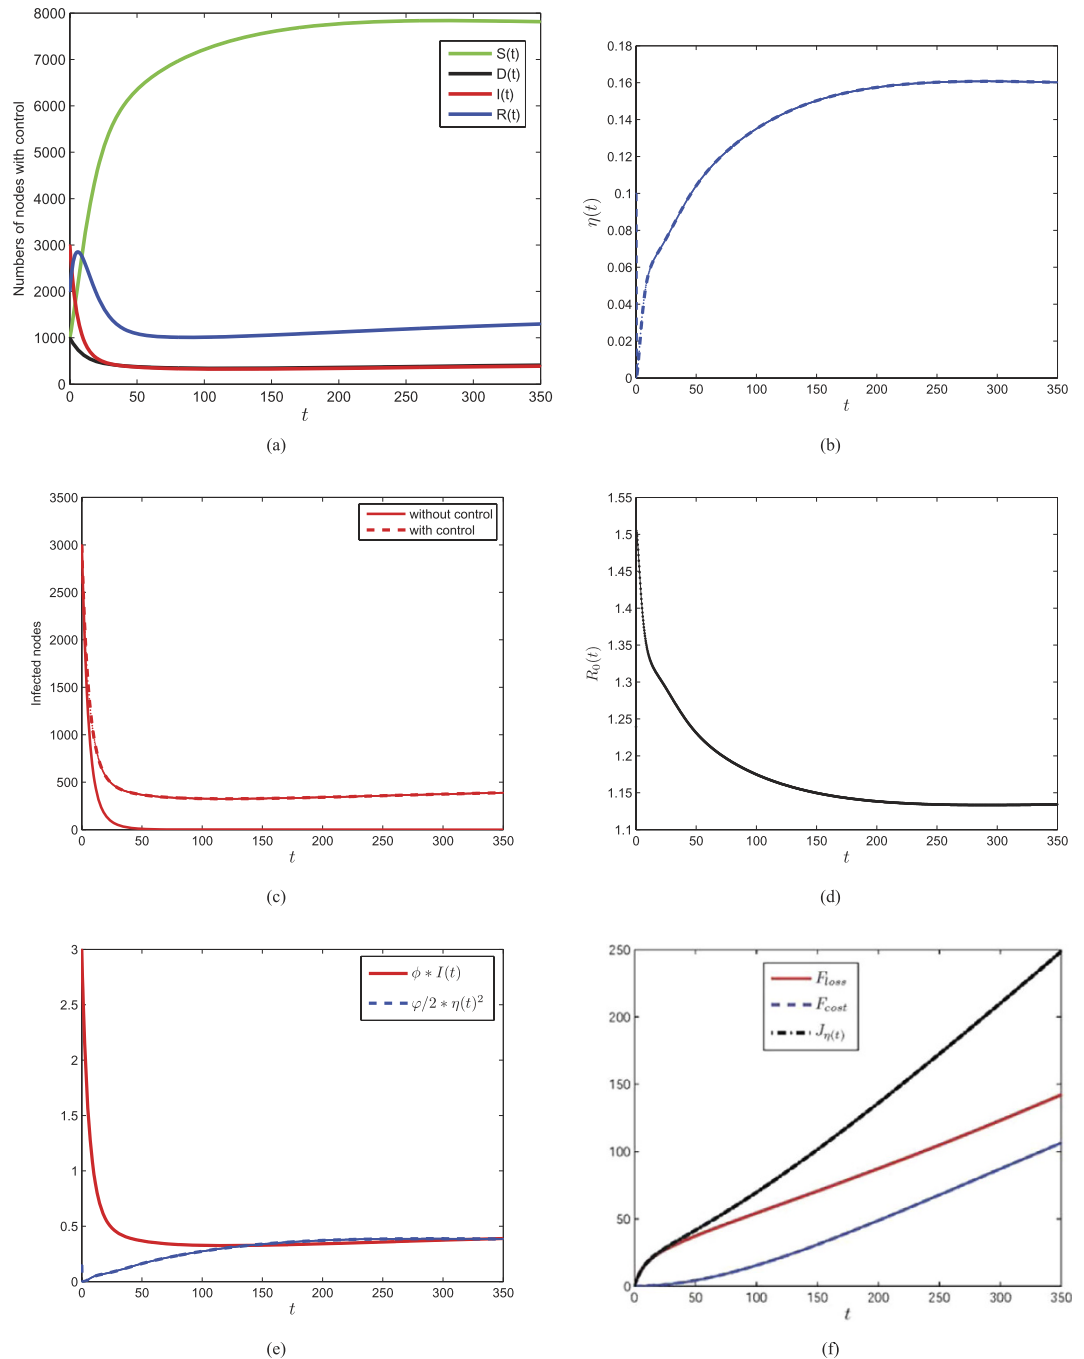 8000
7000
6000
5000
4000
3000
2000
1000
0
Numbers of nodes with control
S(t)
D(t)
I(t)
R(t)
0 50 100 150 200 250 300 350
t
(a)
0.18
0.16
0.14
0.12
0.1
0.08
0.06
0.04
0.02
0
η(t)
0 50 100 150 200 250 300 350
t
(b)
3500
3000
2500
2000
1500
1000
500
0
Infected nodes
without control
with control
0 50 100 150 200 250 300 350
t
(c)
1.55
1.5
1.45
1.4
1.35
1.3
1.25
1.2
1.15
1.1
R₀(t)
0 50 100 150 200 250 300 350
t
(d)
3
2.5
2
1.5
1
0.5
0
ϕ ∗ I(t)
φ/2 ∗ η(t)²
0 50 100 150 200 250 300 350
t
(e)
250
200
150
100
50
0
F_loss
F_cost
J_η(t)
0 50 100 150 200 250 300 350
t
(f)